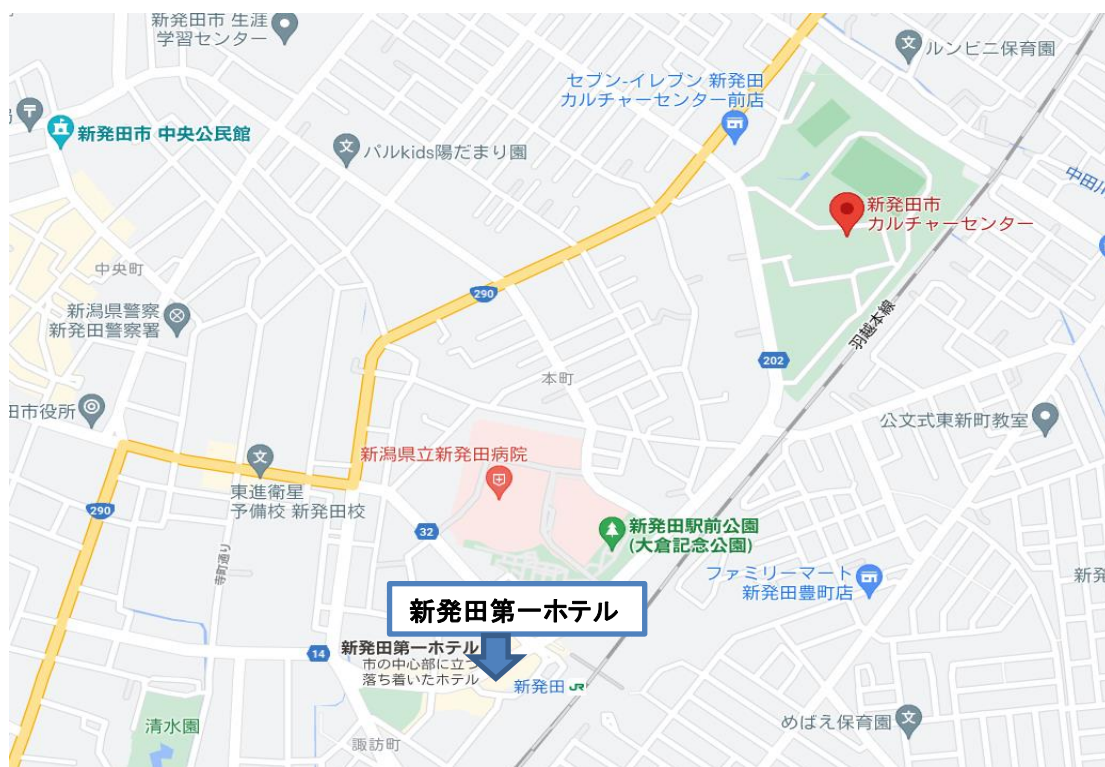 新発田市 生涯
学習センター
ルンビニ保育園
セブン-イレブン 新発田
カルチャーセンター前店
新発田市 中央公民館
パルkids陽だまり園
中田川
新発田市
カルチャーセンター
中央町
290
新潟県警察
新発田警察署
羽越本線
202
本町
田市役所
公文式東新町教室
新潟県立新発田病院
東進衛星
予備校 新発田校
290
32
新発田駅前公園
(大倉記念公園)
寺町通り
ファミリーマート
新発田豊町店
新発
新発田第一ホテル
14
新発田第一ホテル
市の中心部に立つ
落ち着いたホテル
新発田 JR
清水園
めばえ保育園
諏訪町